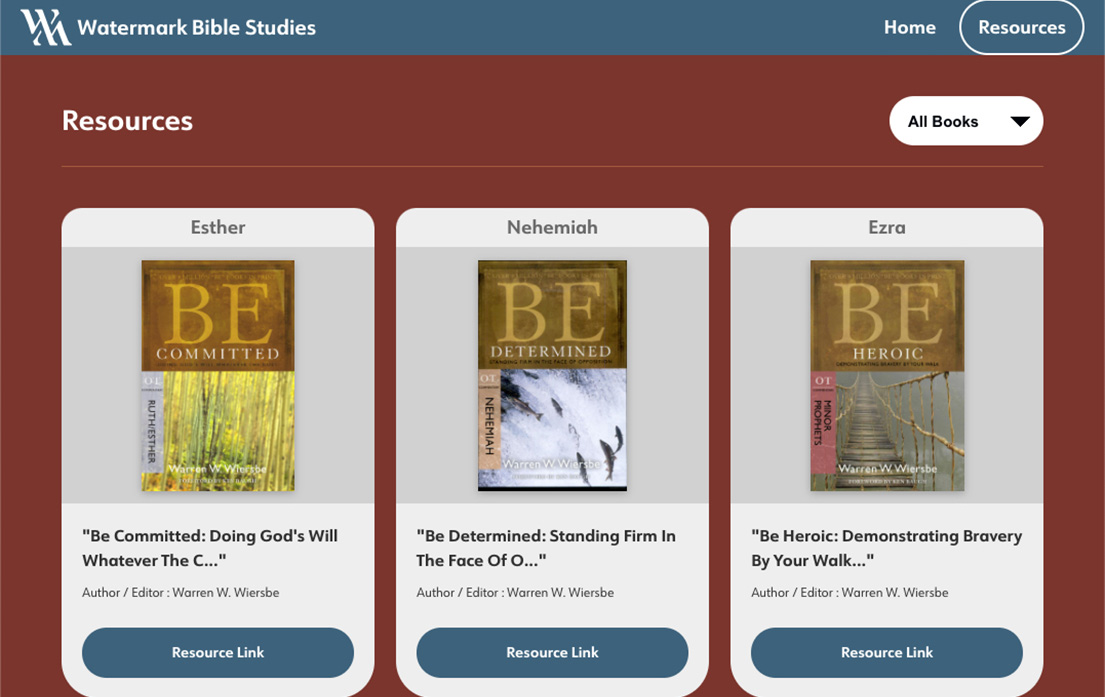 Watermark Bible Studies
Home
Resources
Resources
All Books
Esther
Nehemiah
Ezra
BE
COMMITTED
OT
RUTH/ESTHER
Warren W. Wiersbe
BE
DETERMINED
STANDING FIRM IN THE FACE OF OPPOSITION
OT
NEHEMIAH
Warren W. Wiersbe
BE
HEROIC
DEMONSTRATING BRAVERY BY YOUR WALK
OT
MINOR
PROPHETS
Warren W. Wiersbe
"Be Committed: Doing God's Will
Whatever The C..."
Author / Editor : Warren W. Wiersbe
Resource Link
"Be Determined: Standing Firm In
The Face Of O..."
Author / Editor : Warren W. Wiersbe
Resource Link
"Be Heroic: Demonstrating Bravery
By Your Walk..."
Author / Editor : Warren W. Wiersbe
Resource Link